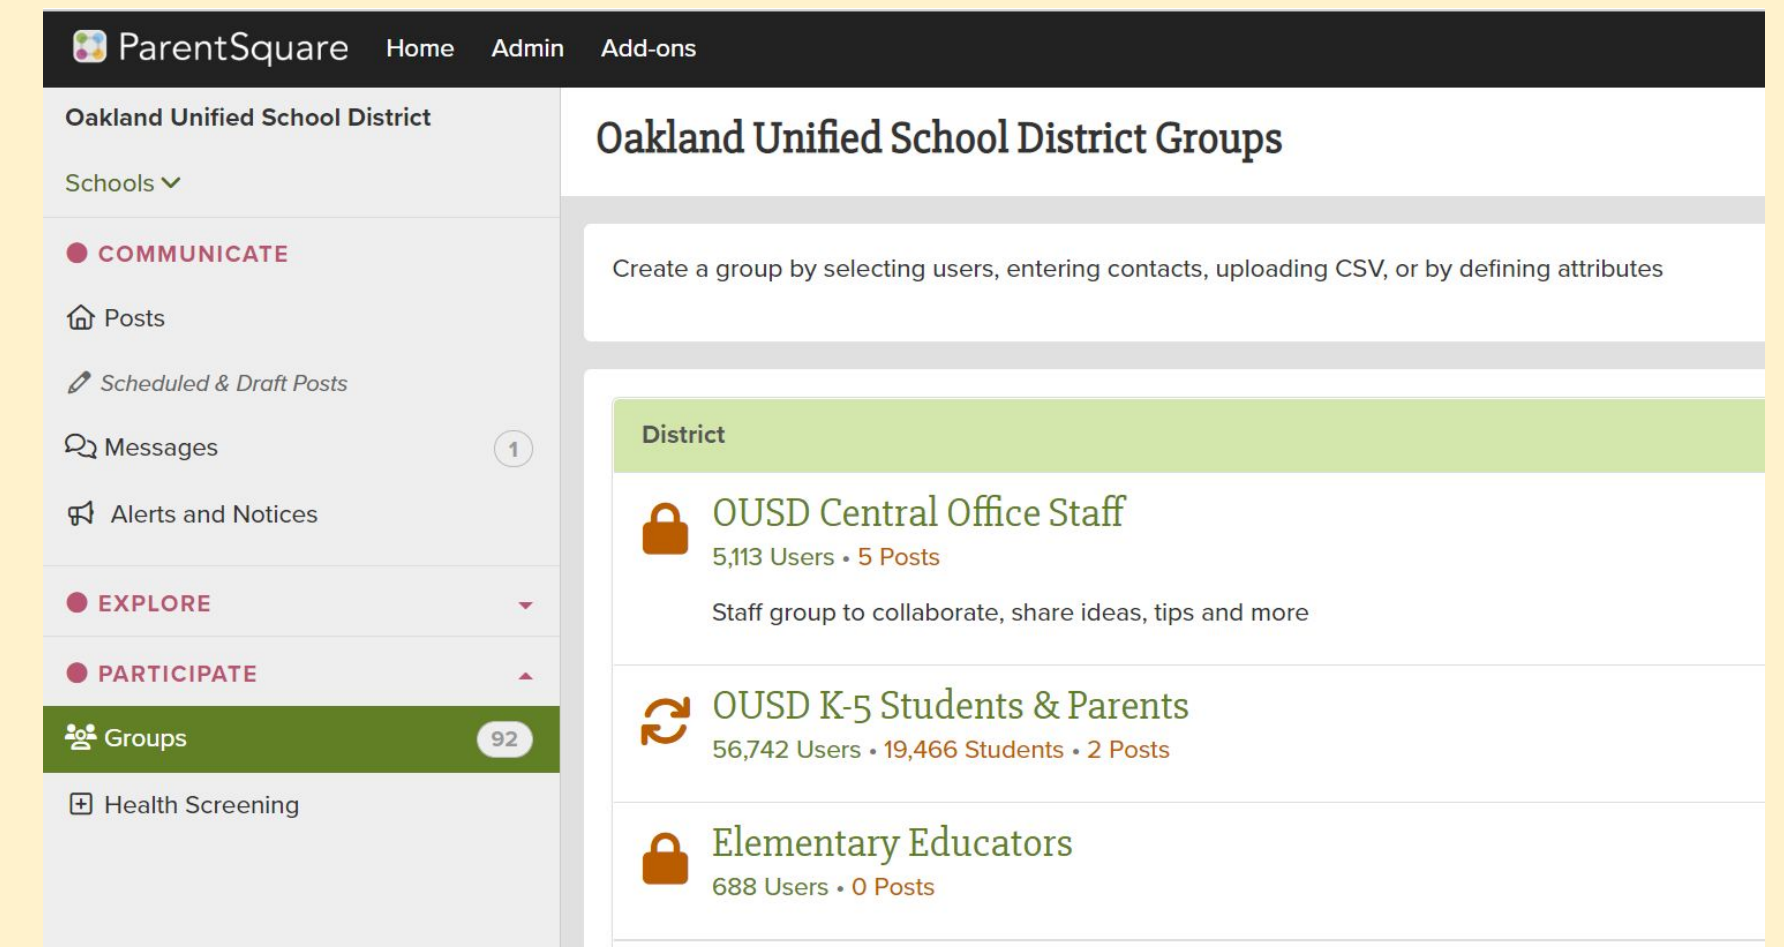 ParentSquare Home Admin Add-ons
Oakland Unified School District
Schools
COMMUNICATE
Posts
Scheduled & Draft Posts
Messages 1
Alerts and Notices
EXPLORE
PARTICIPATE
Groups 92
Health Screening
Oakland Unified School District Groups
Create a group by selecting users, entering contacts, uploading CSV, or by defining attributes
District
OUSD Central Office Staff
5,113 Users • 5 Posts
Staff group to collaborate, share ideas, tips and more
OUSD K-5 Students & Parents
56,742 Users • 19,466 Students • 2 Posts
Elementary Educators
688 Users • 0 Posts